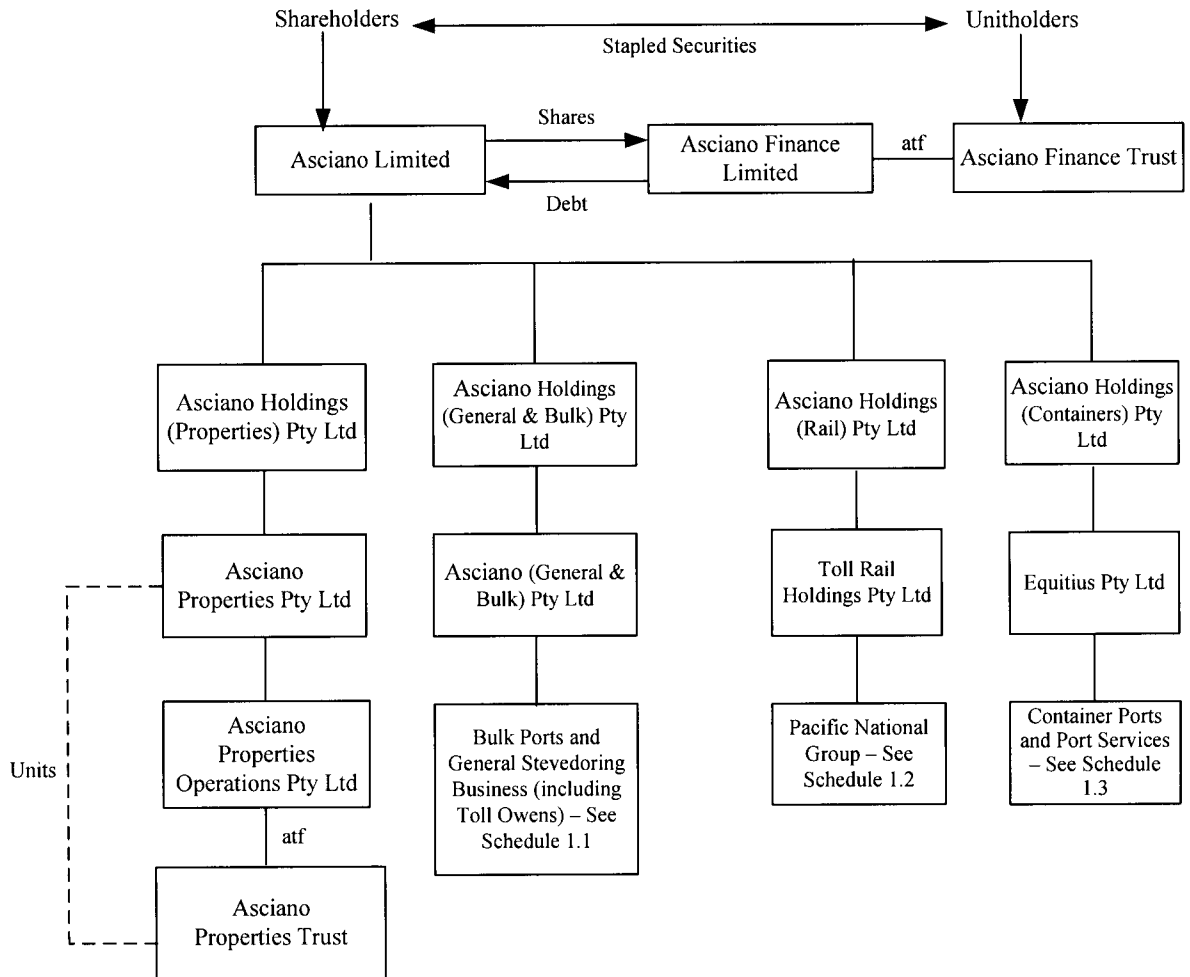 Shareholders
Unitholders
Stapled Securities
Shares
Asciano Limited
Asciano Finance
Limited
atf
Asciano Finance Trust
Debt
Asciano Holdings
(Properties) Pty Ltd
Asciano Holdings
(General & Bulk) Pty
Ltd
Asciano Holdings
(Rail) Pty Ltd
Asciano Holdings
(Containers) Pty
Ltd
Asciano
Properties Pty Ltd
Asciano (General &
Bulk) Pty Ltd
Toll Rail
Holdings Pty Ltd
Equitius Pty Ltd
Units
Asciano
Properties
Operations Pty Ltd
Bulk Ports and
General Stevedoring
Business (including
Toll Owens) – See
Schedule 1.1
Pacific National
Group – See
Schedule 1.2
Container Ports
and Port Services
– See Schedule
1.3
atf
Asciano
Properties Trust